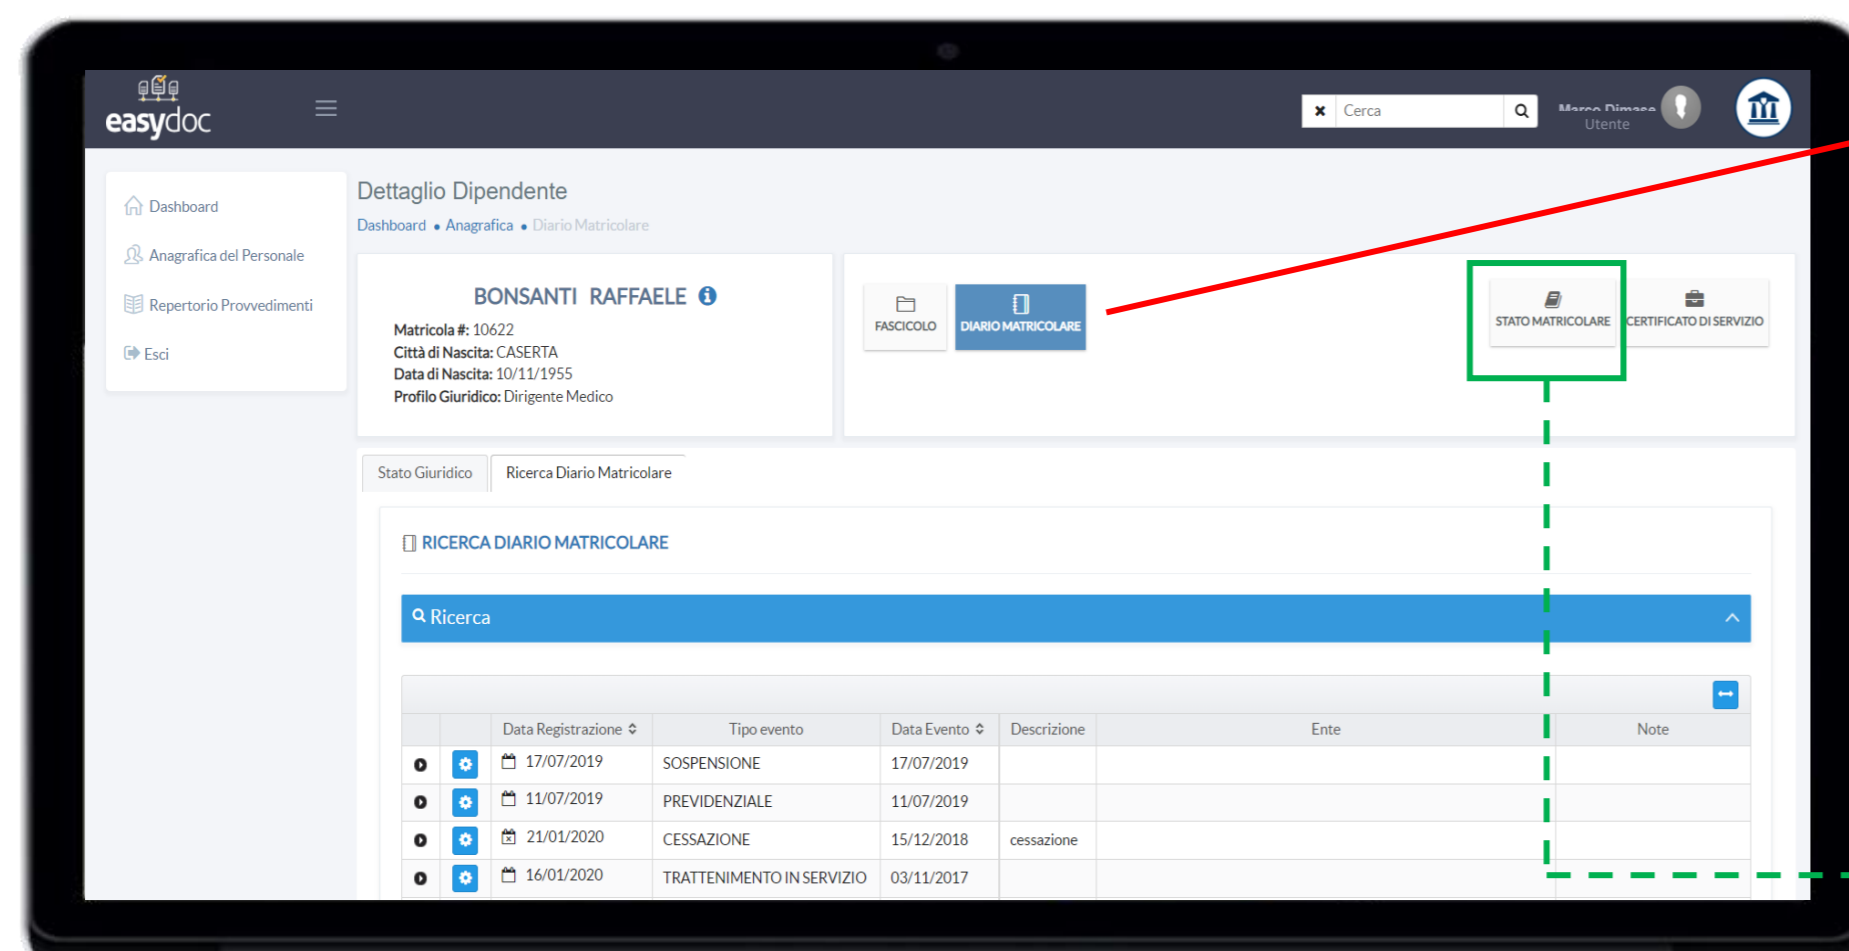 easydoc
Cerca
Marco Dimase
Utente
Dashboard
Anagrafica del Personale
Repertorio Provvedimenti
Esci
Dettaglio Dipendente
Dashboard • Anagrafica • Diario Matricolare
BONSANTI RAFFAELE
Matricola #: 10622
Città di Nascita: CASERTA
Data di Nascita: 10/11/1955
Profilo Giuridico: Dirigente Medico
FASCICOLO
DIARIO MATRICOLARE
STATO MATRICOLARE
CERTIFICATO DI SERVIZIO
Stato Giuridico
Ricerca Diario Matricolare
RICERCA DIARIO MATRICOLARE
Ricerca
Data Registrazione Tipo evento Data Evento Descrizione Ente Note
17/07/2019 SOSPENSIONE 17/07/2019
11/07/2019 PREVIDENZIALE 11/07/2019
21/01/2020 CESSAZIONE 15/12/2018 cessazione
16/01/2020 TRATTENIMENTO IN SERVIZIO 03/11/2017